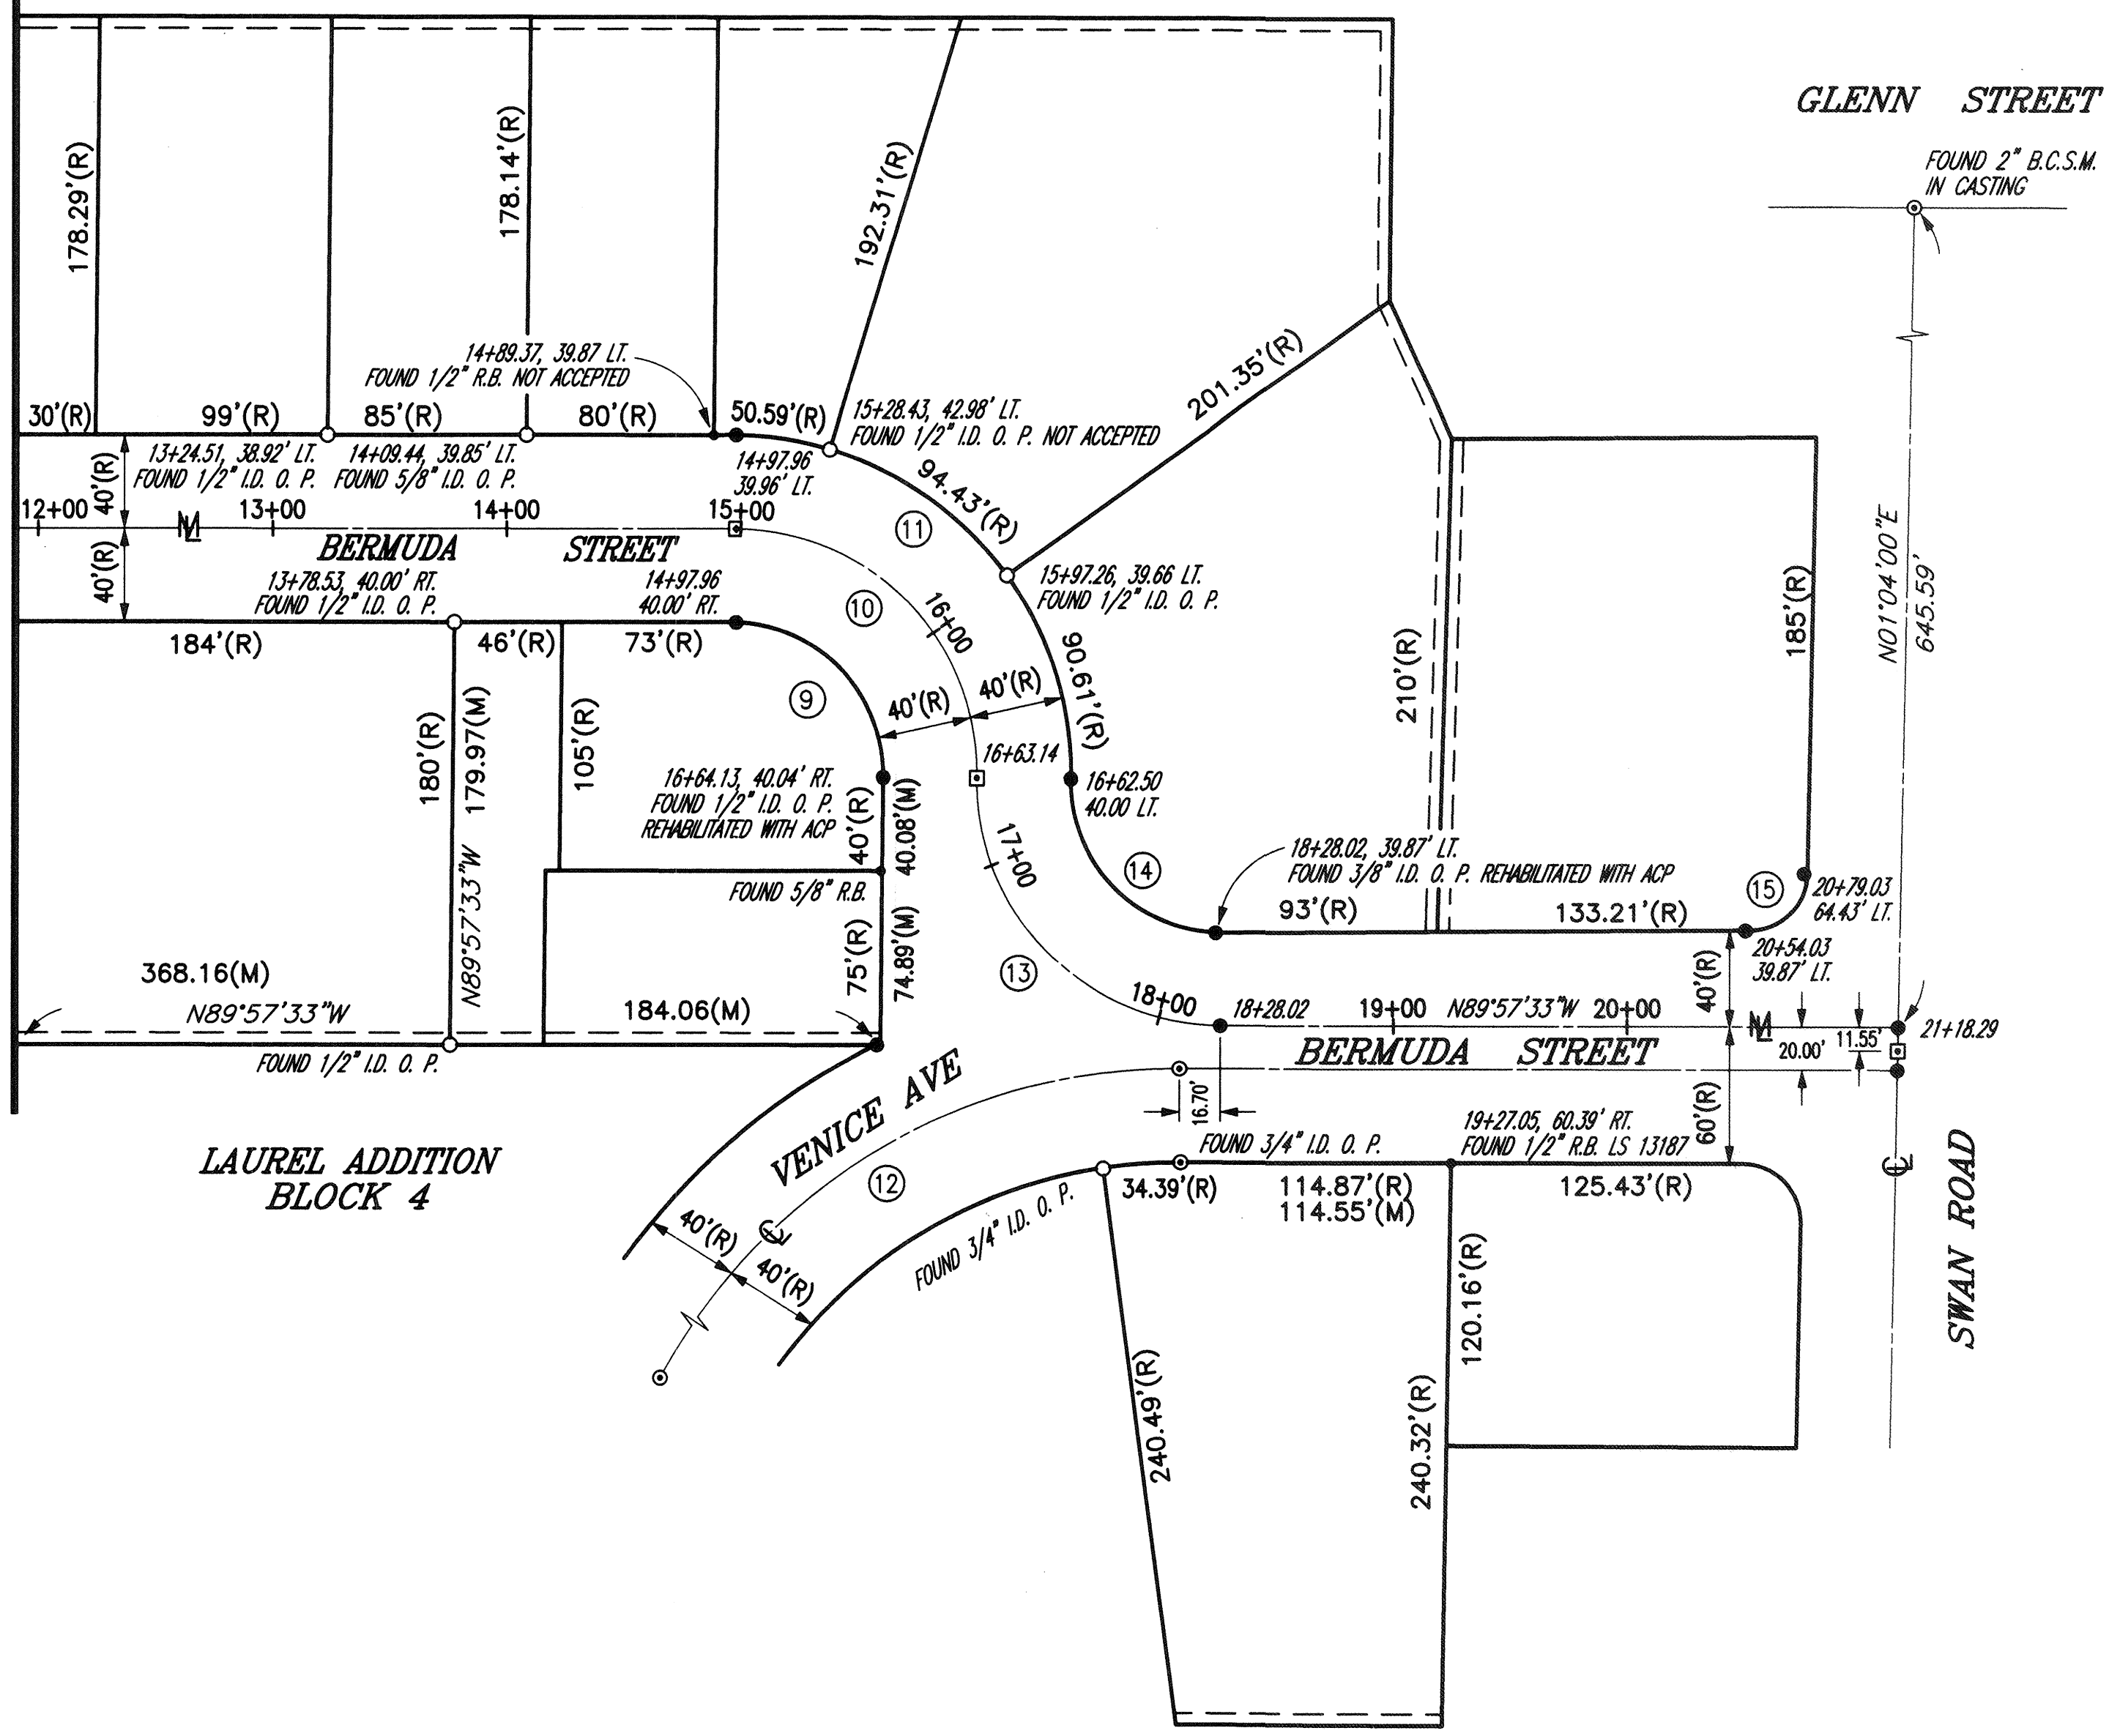 GLENN STREET
FOUND 2" B.C.S.M.
IN CASTING
178.29'(R)
178.14'(R)
192.31'(R)
201.35'(R)
14+89.37, 39.87 LT.
FOUND 1/2" R.B. NOT ACCEPTED
30'(R)
99'(R)
85'(R)
80'(R)
50.59'(R)
15+28.43, 42.98' LT.
FOUND 1/2" I.D. O. P. NOT ACCEPTED
13+24.51, 38.92' LT.
FOUND 1/2" I.D. O. P.
14+09.44, 39.85' LT.
FOUND 5/8" I.D. O. P.
14+97.96
39.96' LT.
94.43'(R)
40'(R)
12+00
13+00
14+00
15+00
11
BERMUDA STREET
40'(R)
13+78.53, 40.00' RT.
FOUND 1/2" I.D. O. P.
14+97.96
40.00' RT.
10
16+00
15+97.26, 39.66 LT.
FOUND 1/2" I.D. O. P.
185'(R)
N01°04'00"E
645.59'
184'(R)
46'(R)
73'(R)
9
40'(R)
40'(R)
90.61'(R)
210'(R)
180'(R)
179.97(M)
N89°57'33"W
105'(R)
16+64.13, 40.04' RT.
FOUND 1/2" I.D. O. P.
REHABILITATED WITH ACP
40'(R)
40.08'(M)
16+63.14
16+62.50
40.00 LT.
17+00
14
18+28.02, 39.87' LT.
FOUND 3/8" I.D. O. P. REHABILITATED WITH ACP
15
20+79.03
64.43' LT.
FOUND 5/8" R.B.
93'(R)
133.21'(R)
20+54.03
39.87' LT.
75'(R)
74.89'(M)
13
40'(R)
368.16(M)
N89°57'33"W
184.06(M)
18+00
18+28.02
19+00
N89°57'33"W
20+00
21+18.29
20.00'
11.55'
FOUND 1/2" I.D. O. P.
BERMUDA STREET
VENICE AVE
16.70'
60'(R)
19+27.05, 60.39' RT.
FOUND 1/2" R.B. LS 13187
FOUND 3/4" I.D. O. P.
LAUREL ADDITION
BLOCK 4
12
34.39'(R)
114.87'(R)
114.55'(M)
125.43'(R)
FOUND 3/4" I.D. O. P.
40'(R)
40'(R)
SWAN ROAD
120.16'(R)
240.49'(R)
240.32'(R)